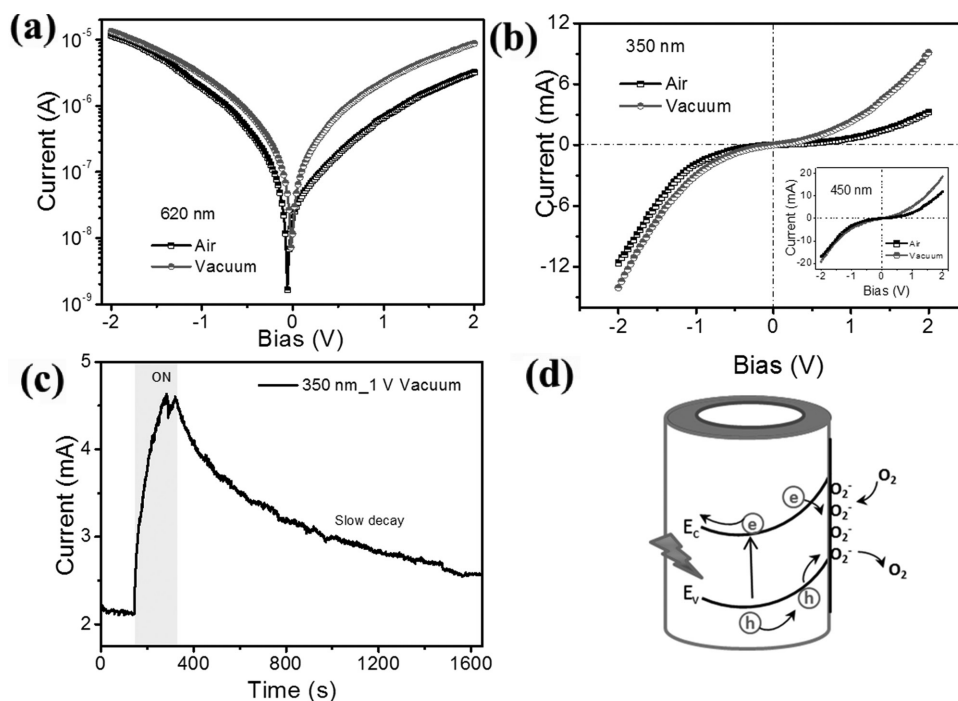 (a)
10⁻⁵
10⁻⁶
10⁻⁷
10⁻⁸
10⁻⁹
Current (A)
620 nm
Air
Vacuum
-2 -1 0 1 2
Bias (V)
(b)
12
6
0
-6
-12
Current (mA)
350 nm
Air
Vacuum
20
10
0
-10
-20
Current (mA)
450 nm
Air
Vacuum
-2 -1 0 1 2
Bias (V)
-2 -1 0 1 2
Bias (V)
(c)
5
4
3
2
Current (mA)
ON
350 nm_1 V Vacuum
Slow decay
0 400 800 1200 1600
Time (s)
(d)
e
O₂⁻
O₂
O₂⁻
E_c
e
O₂⁻
O₂⁻
O₂
E_v
h
h